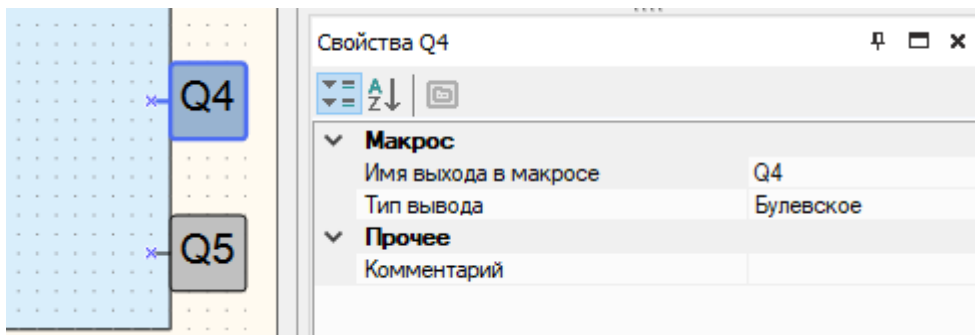 Q4
Q5
Свойства Q4
Макрос
Имя выхода в макросе Q4
Тип вывода Булевское
Прочее
Комментарий